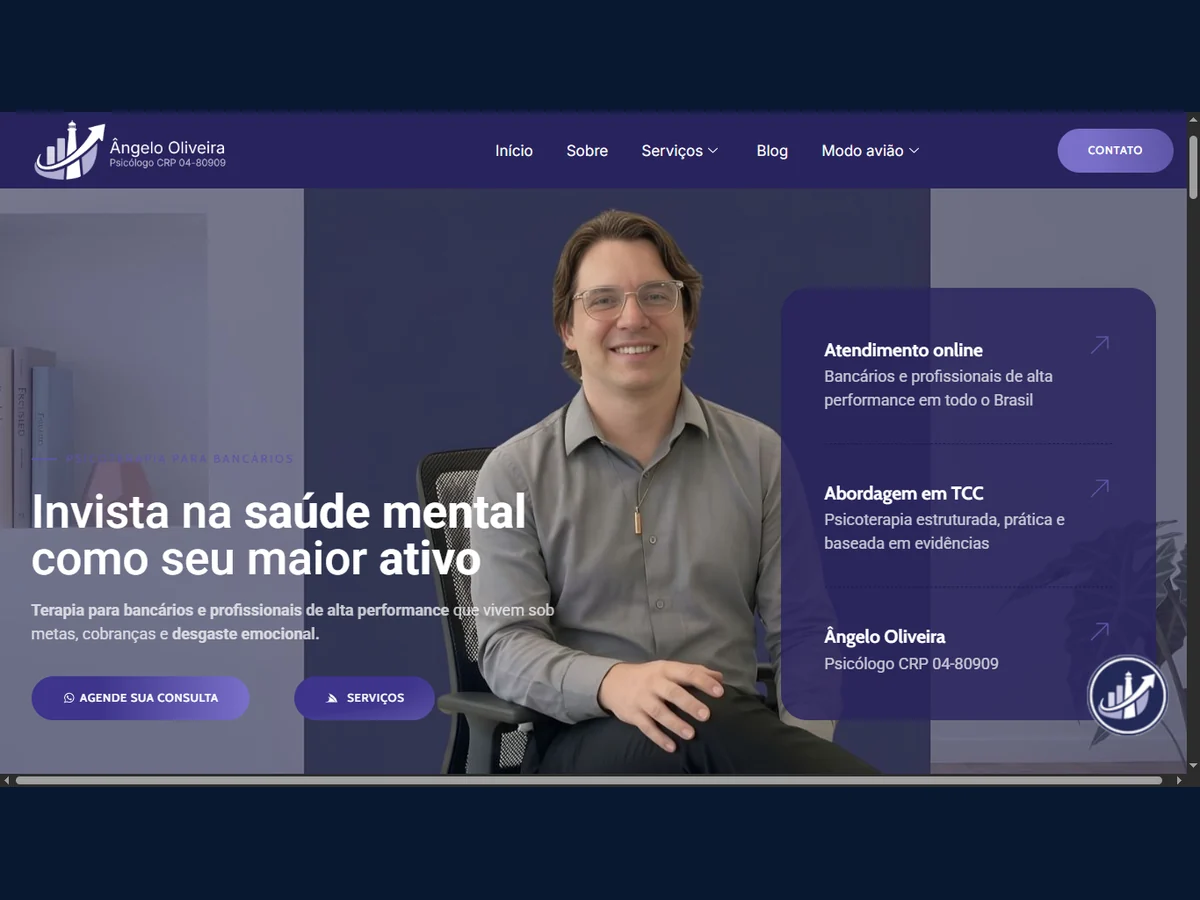 Ângelo Oliveira
Psicólogo CRP 04-80909
Início
Sobre
Serviços
Blog
Modo avião
CONTATO
PSICOTERAPIA PARA BANCÁRIOS
Invista na saúde mental
como seu maior ativo
Terapia para bancários e profissionais de alta performance que vivem sob
metas, cobranças e desgaste emocional.
AGENDE SUA CONSULTA
SERVIÇOS
Atendimento online
Bancários e profissionais de alta
performance em todo o Brasil
Abordagem em TCC
Psicoterapia estruturada, prática e
baseada em evidências
Ângelo Oliveira
Psicólogo CRP 04-80909